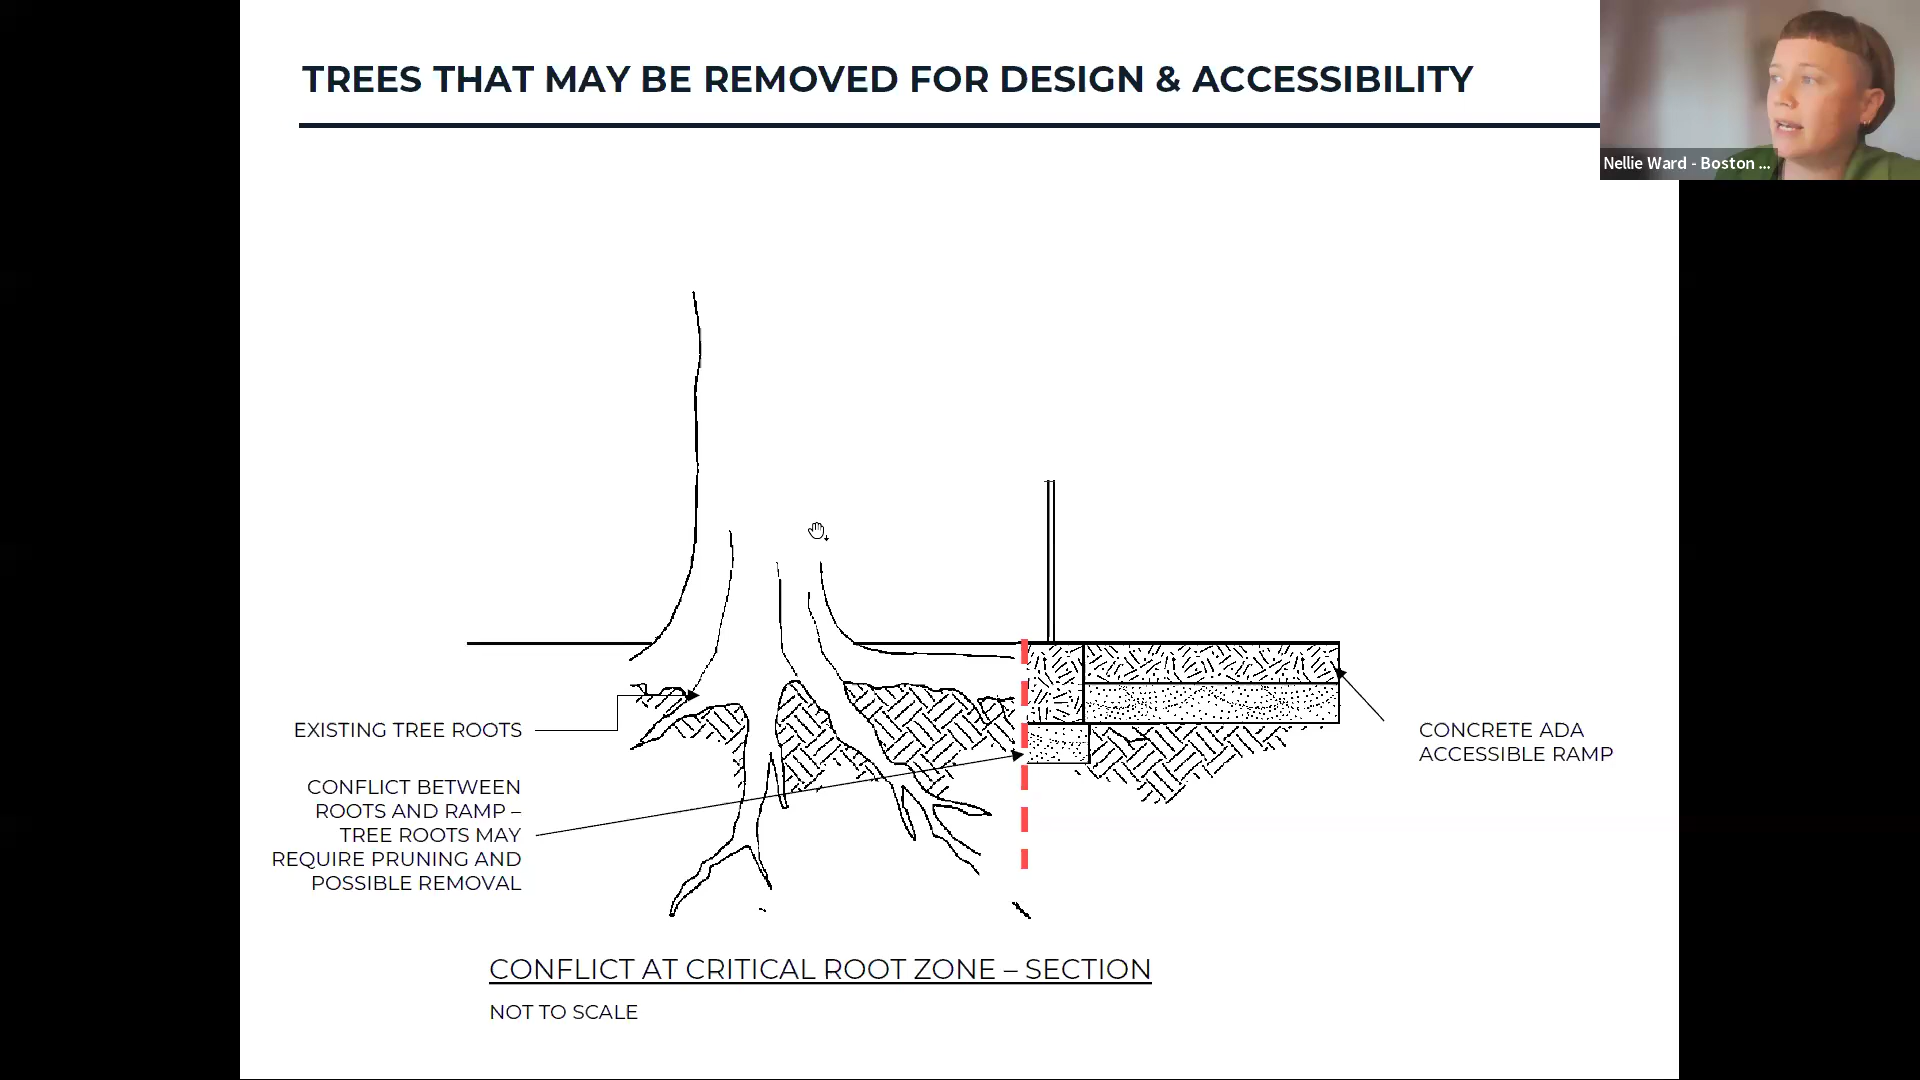 TREES THAT MAY BE REMOVED FOR DESIGN & ACCESSIBILITY
Nellie Ward - Boston ...
EXISTING TREE ROOTS
CONFLICT BETWEEN
ROOTS AND RAMP –
TREE ROOTS MAY
REQUIRE PRUNING AND
POSSIBLE REMOVAL
CONCRETE ADA
ACCESSIBLE RAMP
CONFLICT AT CRITICAL ROOT ZONE – SECTION
NOT TO SCALE